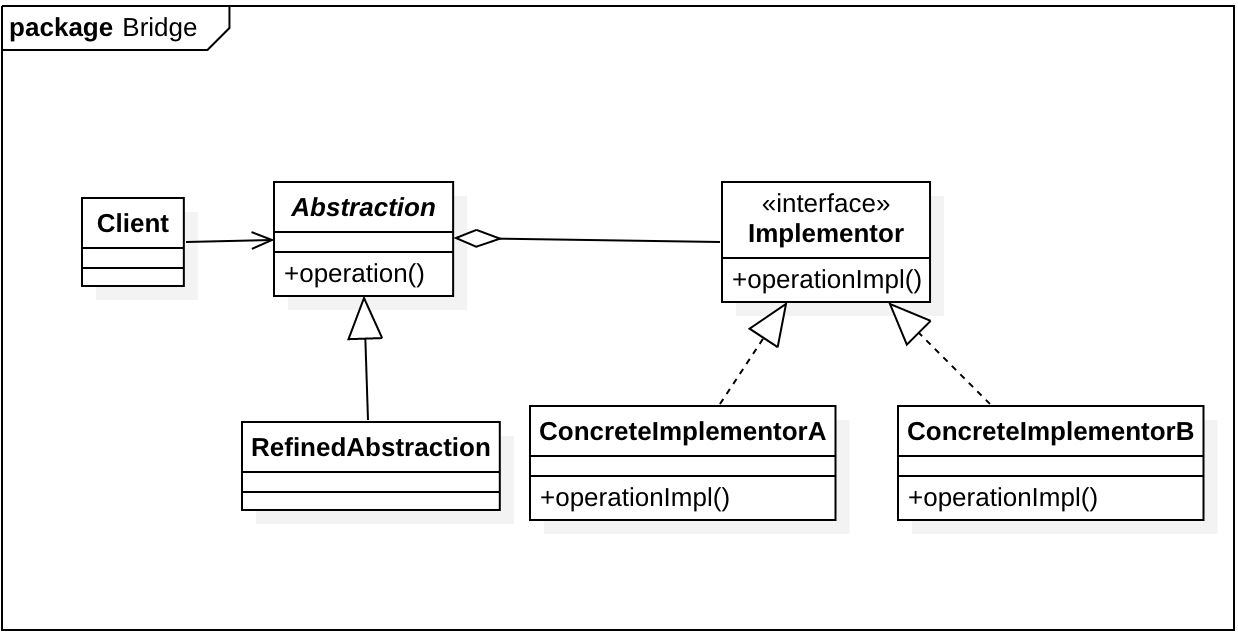 package Bridge
Client
Abstraction
+operation()
«interface»
Implementor
+operationImpl()
RefinedAbstraction
ConcreteImplementorA
+operationImpl()
ConcreteImplementorB
+operationImpl()